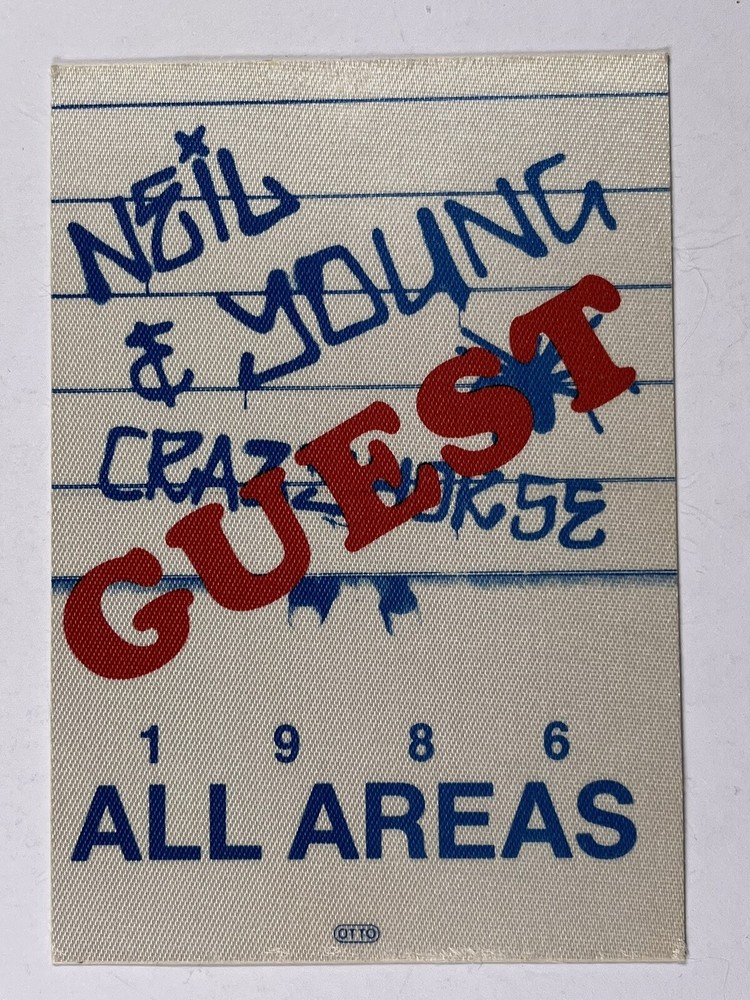 NEIL
YOUNG
&
CRAZY HORSE
GUEST
1986
ALL AREAS
OTTO